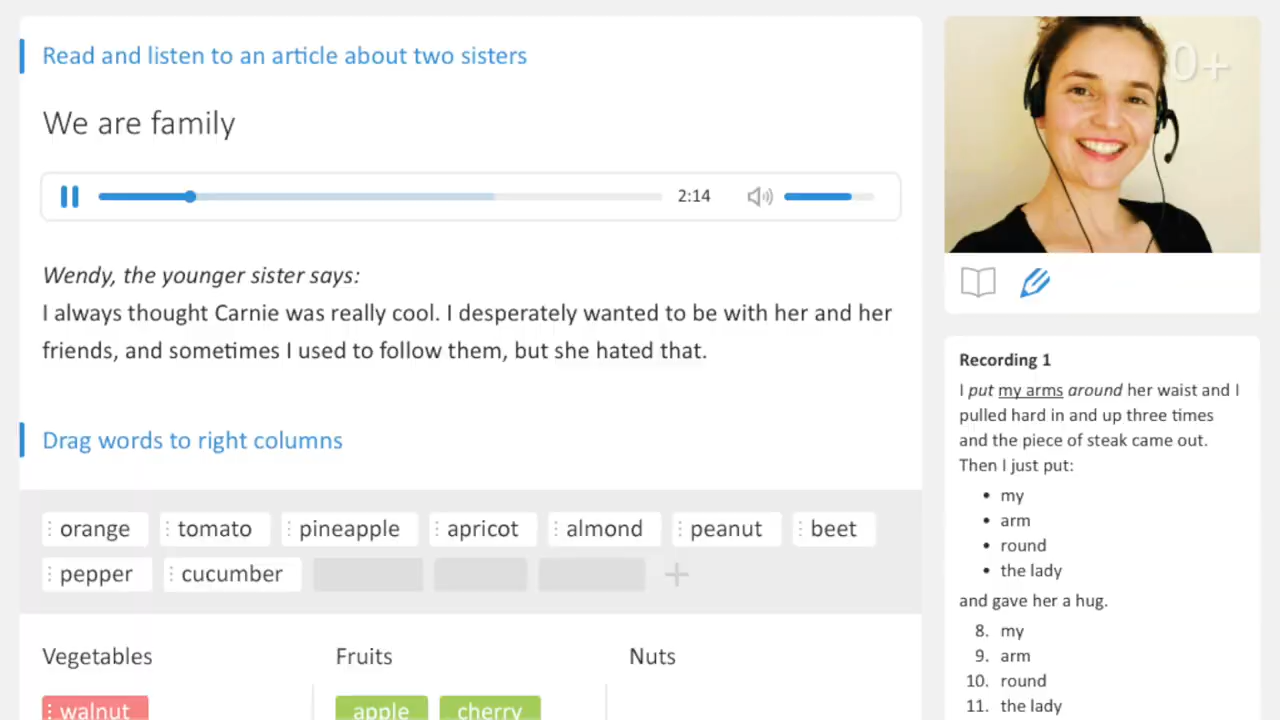 Read and listen to an article about two sisters
We are family
2:14
Wendy, the younger sister says:
I always thought Carnie was really cool. I desperately wanted to be with her and her
friends, and sometimes I used to follow them, but she hated that.
Drag words to right columns
orange tomato pineapple apricot almond peanut beet
pepper cucumber
Vegetables Fruits Nuts
walnut apple cherry
0+
Recording 1
I put my arms around her waist and I
pulled hard in and up three times
and the piece of steak came out.
Then I just put:
• my
• arm
• round
• the lady
and gave her a hug.
8. my
9. arm
10. round
11. the lady